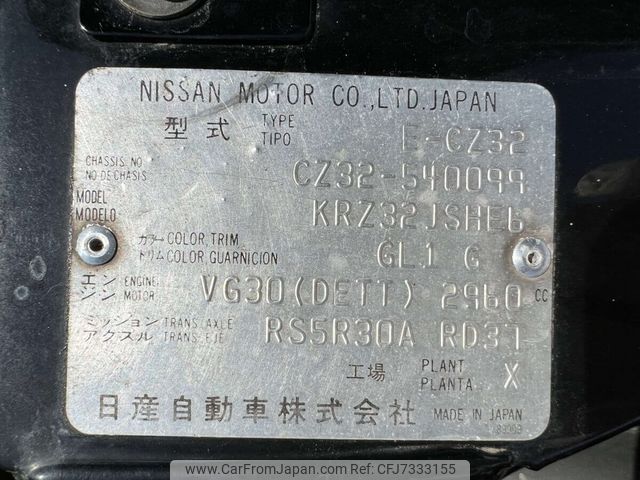 NISSAN MOTOR CO.,LTD.JAPAN
型式 TYPE TIPO E-CZ32
CHASSIS NO NO DE CHASIS CZ32-540099
MODEL MODELO KRZ32JSHE6
カラー COLOR,TRIM トリム COLOR,GUARNICION GL1 G
エンジン ENGINE MOTOR VG30(DETT) 2960 CC
ミッション TRANS. AXLE アクスル TRANS-EJE RS5R30A RD37
工場 PLANT PLANTA X
日産自動車株式会社 MADE IN JAPAN
www.CarFromJapan.com | Ref No: CFJ7333155